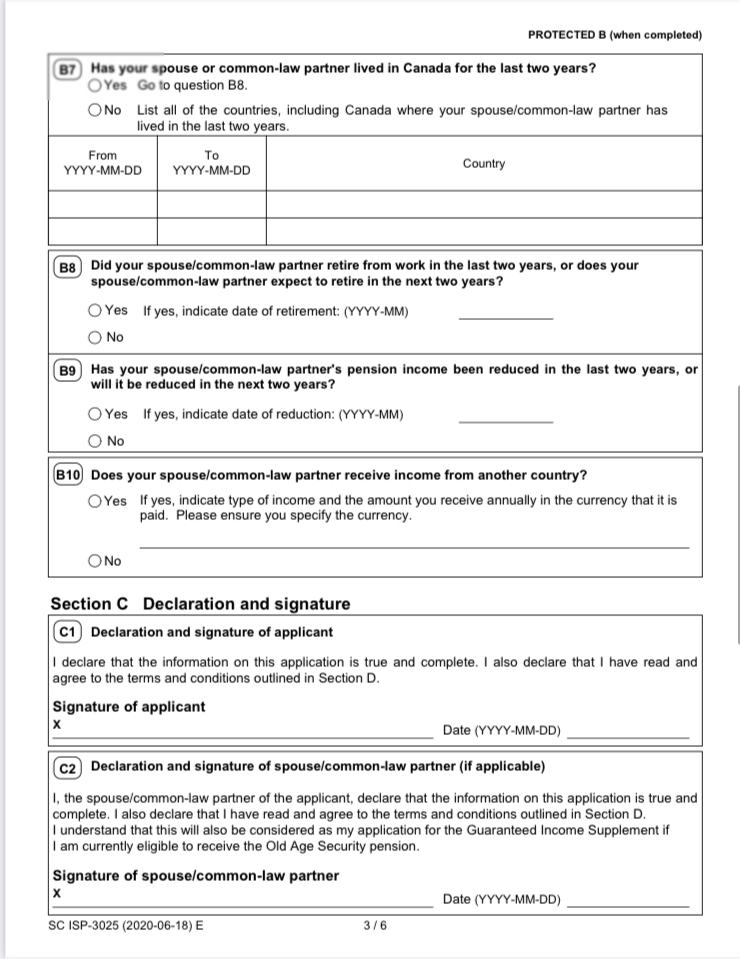 PROTECTED B (when completed)
B7 Has your spouse or common-law partner lived in Canada for the last two years?
Yes Go to question B8.
No List all of the countries, including Canada where your spouse/common-law partner has
lived in the last two years.
From
YYYY-MM-DD
To
YYYY-MM-DD
Country
B8 Did your spouse/common-law partner retire from work in the last two years, or does your
spouse/common-law partner expect to retire in the next two years?
Yes If yes, indicate date of retirement: (YYYY-MM)
No
B9 Has your spouse/common-law partner's pension income been reduced in the last two years, or
will it be reduced in the next two years?
Yes If yes, indicate date of reduction: (YYYY-MM)
No
B10 Does your spouse/common-law partner receive income from another country?
Yes If yes, indicate type of income and the amount you receive annually in the currency that it is
paid. Please ensure you specify the currency.
No
Section C Declaration and signature
C1 Declaration and signature of applicant
I declare that the information on this application is true and complete. I also declare that I have read and
agree to the terms and conditions outlined in Section D.
Signature of applicant
X
Date (YYYY-MM-DD)
C2 Declaration and signature of spouse/common-law partner (if applicable)
I, the spouse/common-law partner of the applicant, declare that the information on this application is true and
complete. I also declare that I have read and agree to the terms and conditions outlined in Section D.
I understand that this will also be considered as my application for the Guaranteed Income Supplement if
I am currently eligible to receive the Old Age Security pension.
Signature of spouse/common-law partner
X
Date (YYYY-MM-DD)
SC ISP-3025 (2020-06-18) E 3 / 6